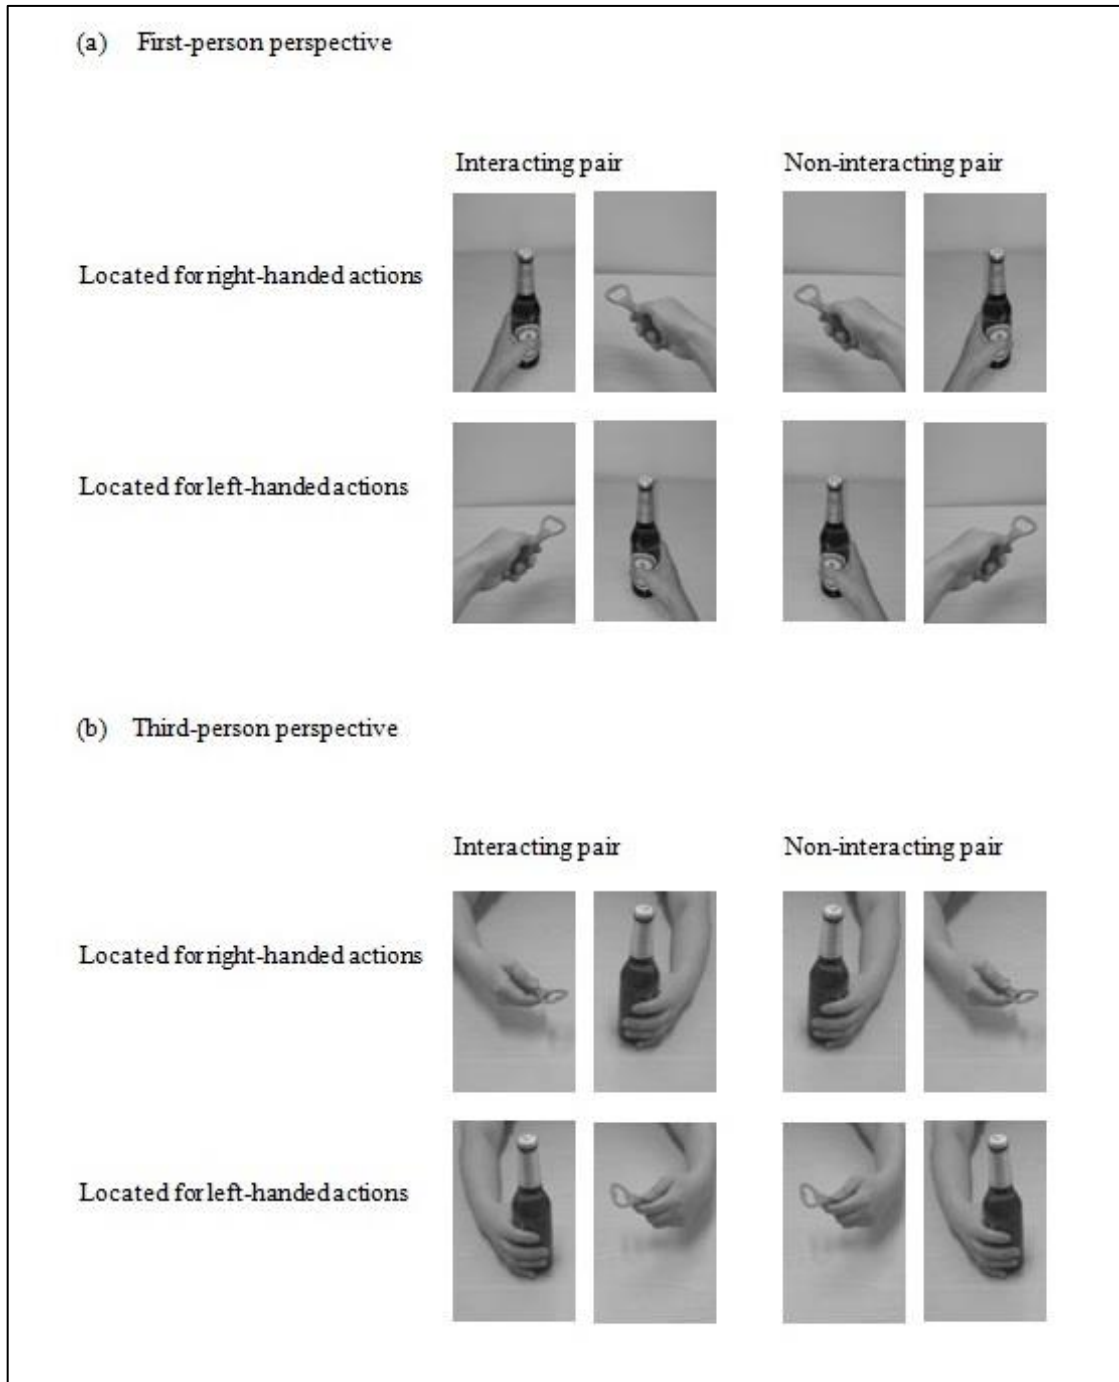 (a) First-person perspective
Interacting pair Non-interacting pair
Located for right-handed actions
Located for left-handed actions
(b) Third-person perspective
Interacting pair Non-interacting pair
Located for right-handed actions
Located for left-handed actions